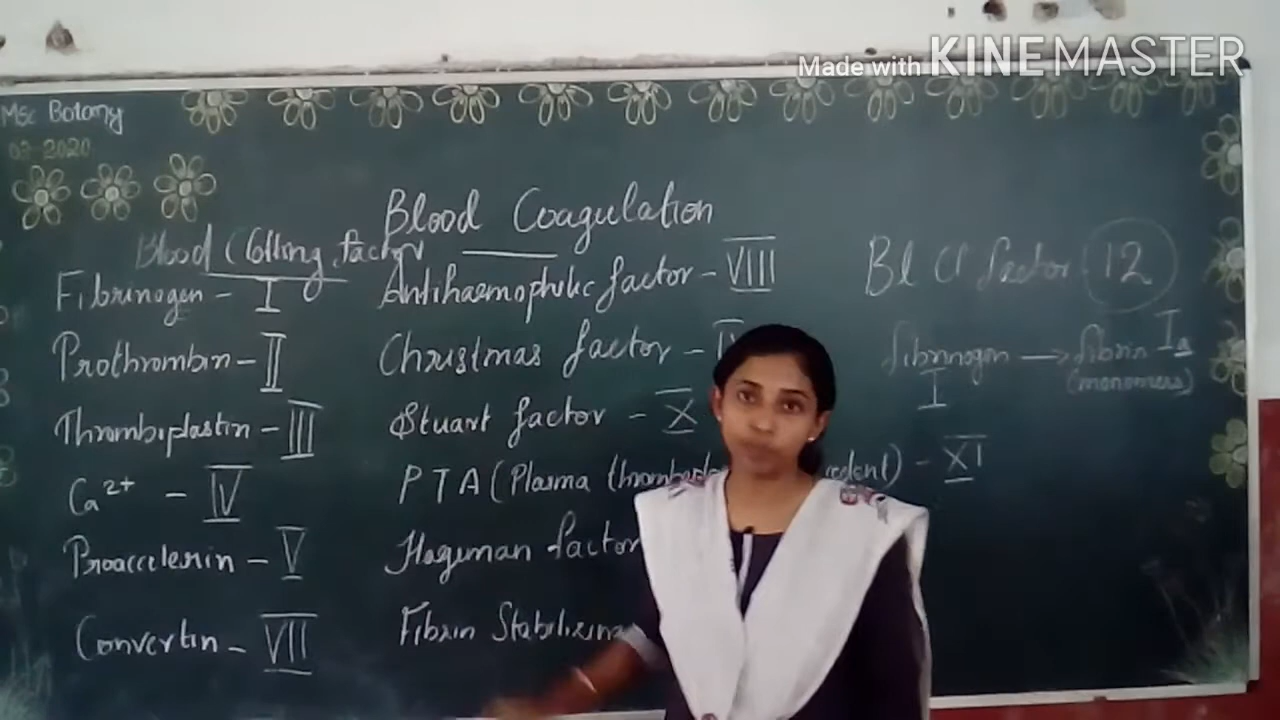 Made with KINEMASTER
MSc Botany
03-2020
Blood Coagulation
Blood Clotting factor
Fibrinogen - I
Prothrombin - II
Thromboplastin - III
Ca2+ - IV
Proaccelerin - V
Convertin - VII
Antihaemophilic factor - VIII
Christmas factor -
Stuart factor - X
PTA (Plasma - XI
Hageman factor
Fibrin
Bl Cl factor 12
fibrinogen → fibrin Ia
I (monomers)